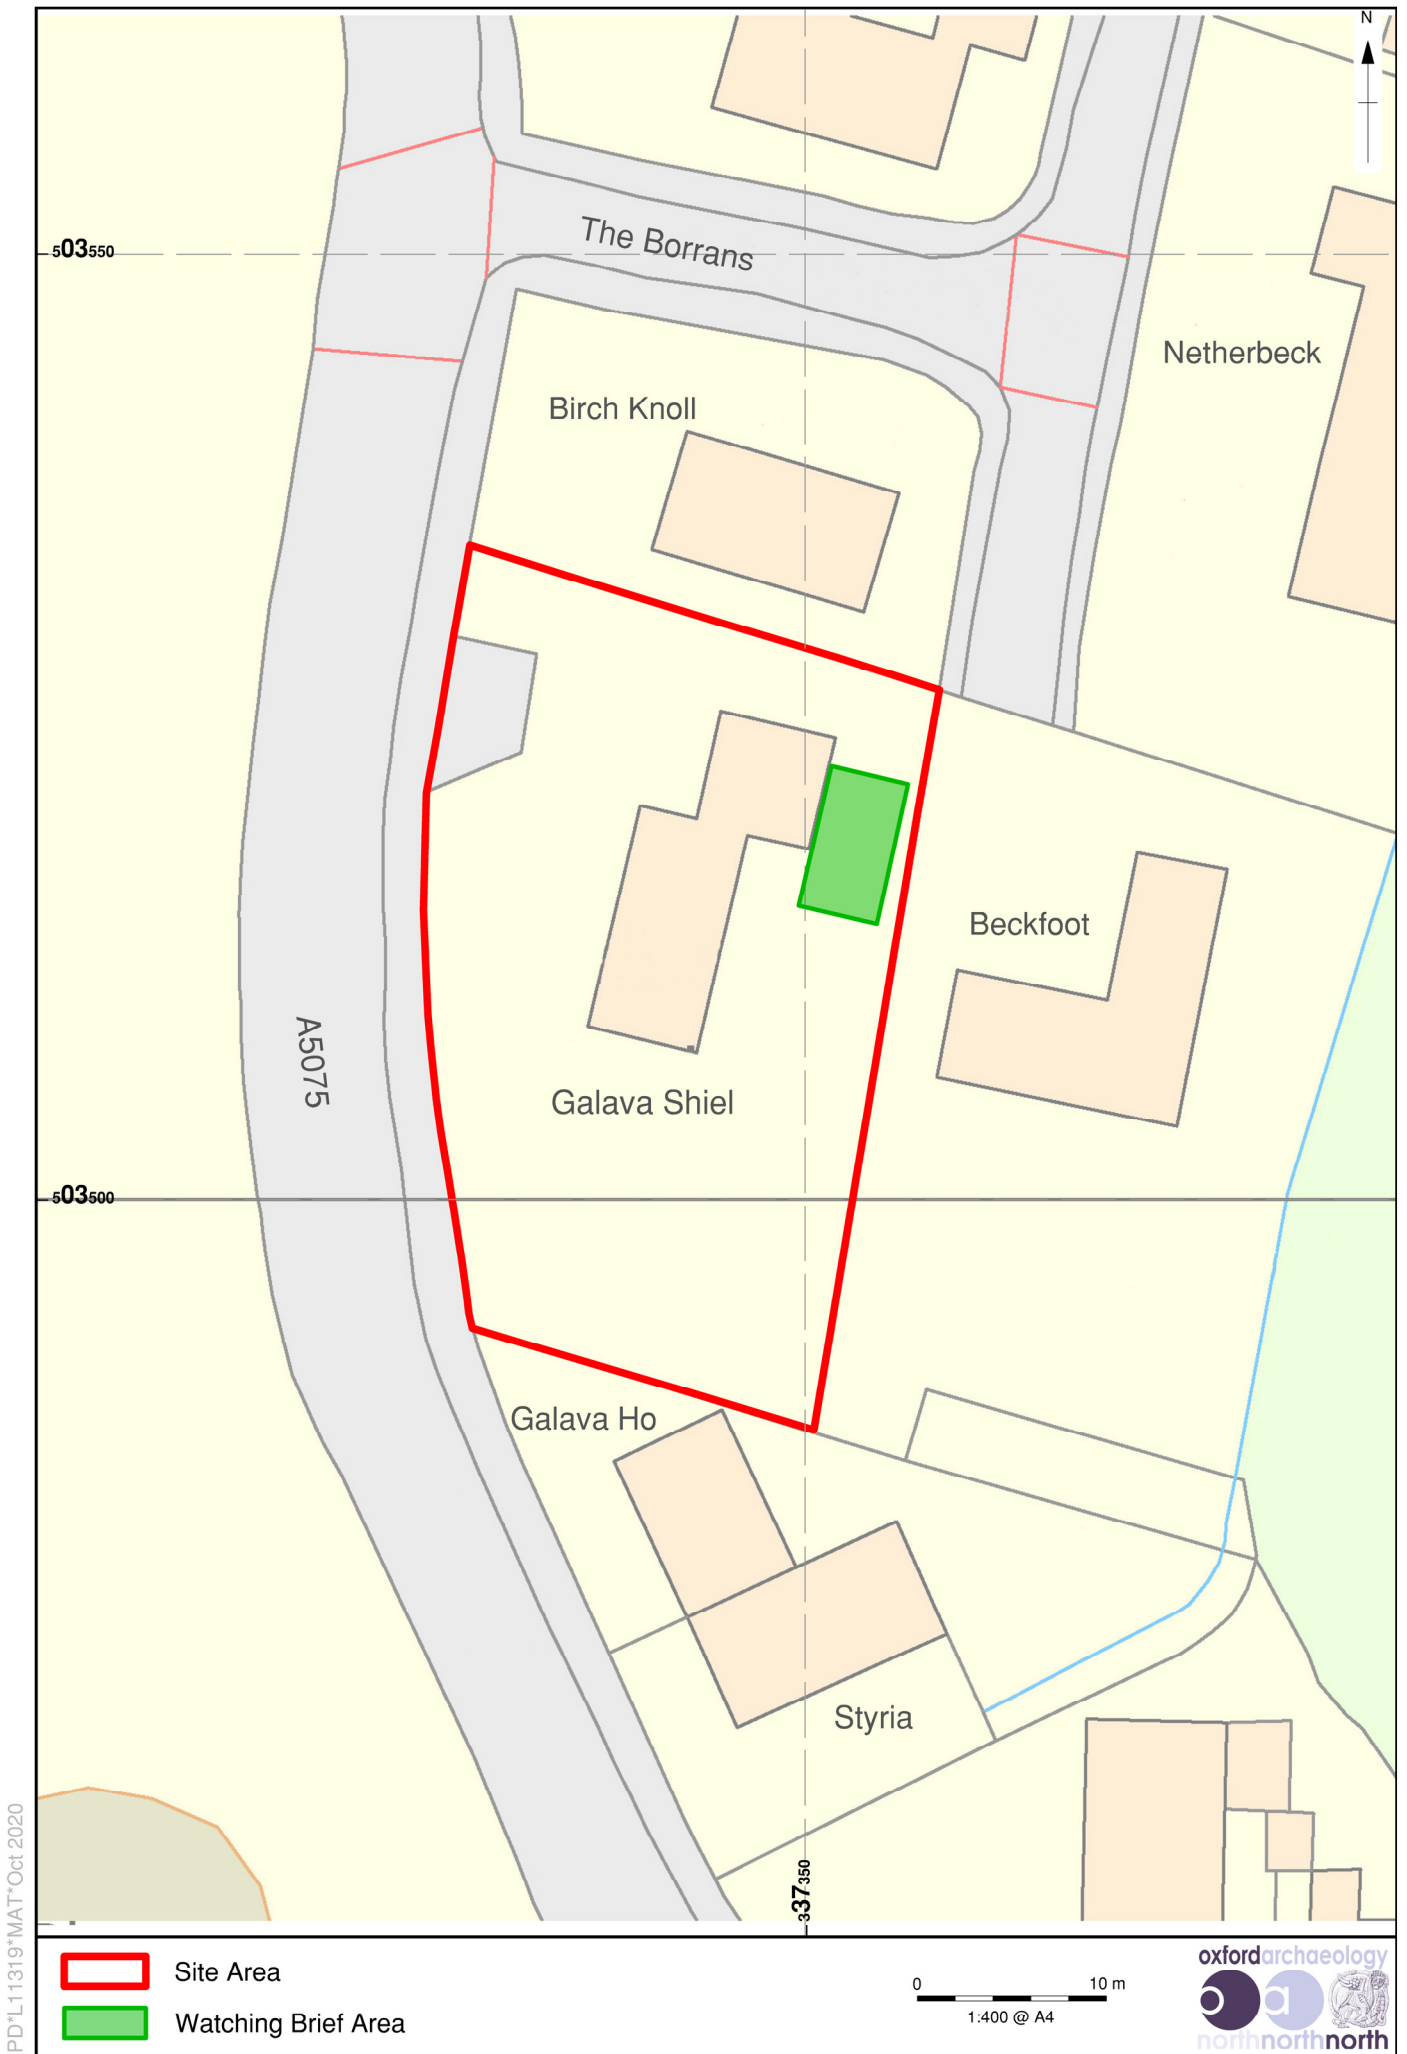 N
The Borrans
503550
Netherbeck
Birch Knoll
Beckfoot
A5075
Galava Shiel
503500
Galava Ho
Styria
337350
PD*L11319*MAT*Oct 2020
Site Area
Watching Brief Area
0 10 m
1:400 @ A4
oxfordarchaeology
oa
northnorthnorth